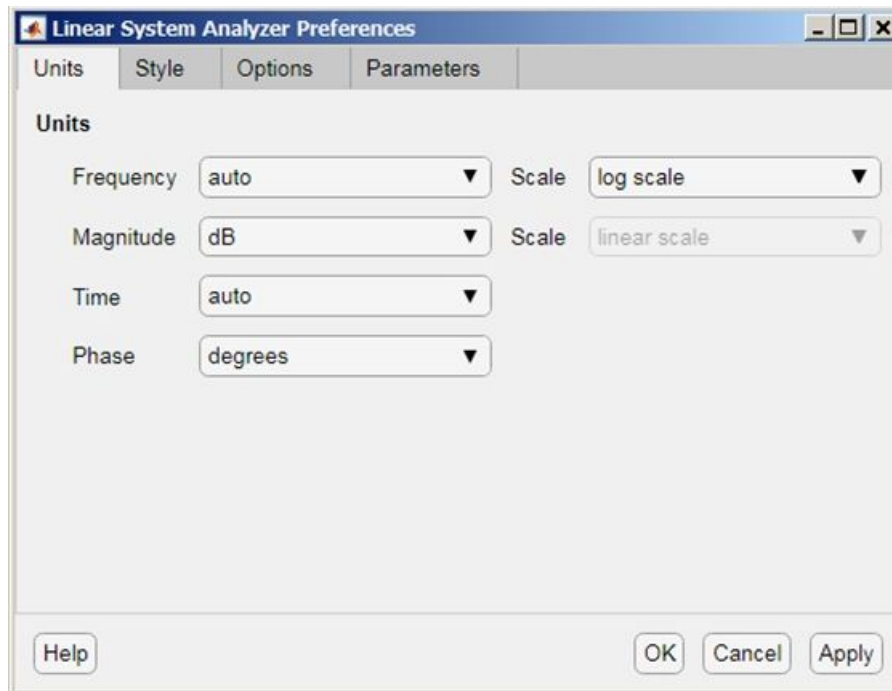 Linear System Analyzer Preferences
Units Style Options Parameters
Units
Frequency auto Scale log scale
Magnitude dB Scale linear scale
Time auto
Phase degrees
Help OK Cancel Apply